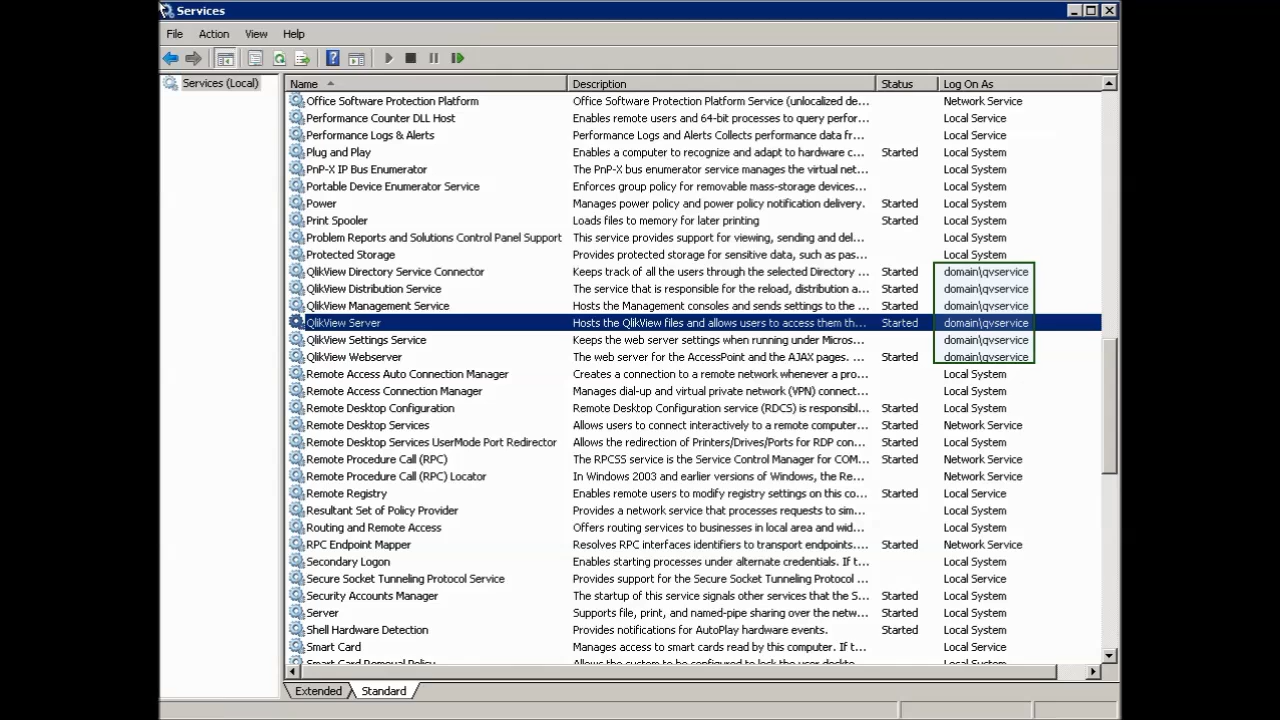 Services
File Action View Help
Services (Local)
Name Description Status Log On As
Office Software Protection Platform Office Software Protection Platform Service (unlocalized de... Network Service
Performance Counter DLL Host Enables remote users and 64-bit processes to query perfor... Local Service
Performance Logs & Alerts Performance Logs and Alerts Collects performance data fr... Local Service
Plug and Play Enables a computer to recognize and adapt to hardware c... Started Local System
PnP-X IP Bus Enumerator The PnP-X bus enumerator service manages the virtual net... Local System
Portable Device Enumerator Service Enforces group policy for removable mass-storage devices... Local System
Power Manages power policy and power policy notification delivery. Started Local System
Print Spooler Loads files to memory for later printing Started Local System
Problem Reports and Solutions Control Panel Support This service provides support for viewing, sending and del... Local System
Protected Storage Provides protected storage for sensitive data, such as pas... Local System
QlikView Directory Service Connector Keeps track of all the users through the selected Directory ... Started domain\qvservice
QlikView Distribution Service The service that is responsible for the reload, distribution a... Started domain\qvservice
QlikView Management Service Hosts the Management consoles and sends settings to the ... Started domain\qvservice
QlikView Server Hosts the QlikView files and allows users to access them th... Started domain\qvservice
QlikView Settings Service Keeps the web server settings when running under Micros... domain\qvservice
QlikView Webserver The web server for the AccessPoint and the AJAX pages. ... Started domain\qvservice
Remote Access Auto Connection Manager Creates a connection to a remote network whenever a pro... Local System
Remote Access Connection Manager Manages dial-up and virtual private network (VPN) connect... Local System
Remote Desktop Configuration Remote Desktop Configuration service (RDCS) is responsibl... Started Local System
Remote Desktop Services Allows users to connect interactively to a remote computer... Started Network Service
Remote Desktop Services UserMode Port Redirector Allows the redirection of Printers/Drives/Ports for RDP con... Started Local System
Remote Procedure Call (RPC) The RPCSS service is the Service Control Manager for COM... Started Network Service
Remote Procedure Call (RPC) Locator In Windows 2003 and earlier versions of Windows, the Re... Network Service
Remote Registry Enables remote users to modify registry settings on this co... Started Local Service
Resultant Set of Policy Provider Provides a network service that processes requests to sim... Local System
Routing and Remote Access Offers routing services to businesses in local area and wid... Local System
RPC Endpoint Mapper Resolves RPC interfaces identifiers to transport endpoints.... Started Network Service
Secondary Logon Enables starting processes under alternate credentials. If t... Local System
Secure Socket Tunneling Protocol Service Provides support for the Secure Socket Tunneling Protocol ... Local Service
Security Accounts Manager The startup of this service signals other services that the S... Started Local System
Server Supports file, print, and named-pipe sharing over the netw... Started Local System
Shell Hardware Detection Provides notifications for AutoPlay hardware events. Started Local System
Smart Card Manages access to smart cards read by this computer. If t... Local Service
Smart Card Removal Policy Allows the system to be configured to lock the user deskto... Local System
Extended Standard